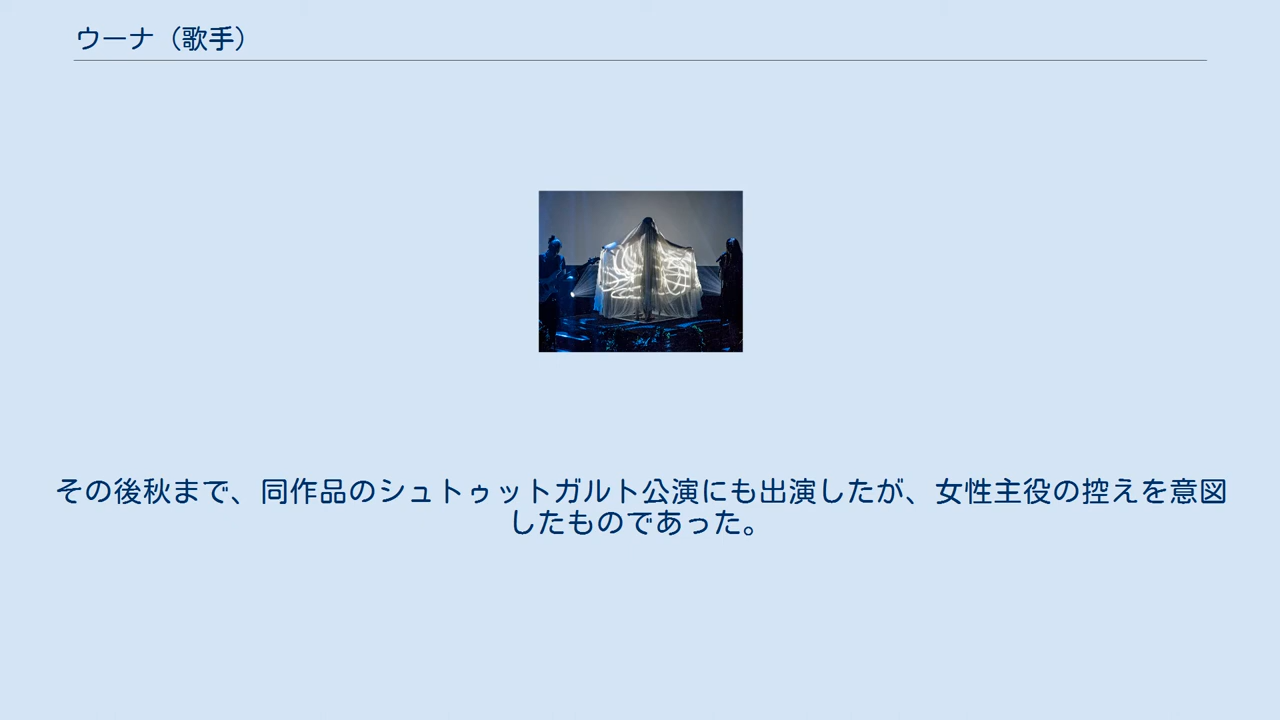 ウーナ（歌手）
その後秋まで、同作品のシュトゥットガルト公演にも出演したが、女性主役の控えを意図
したものであった。